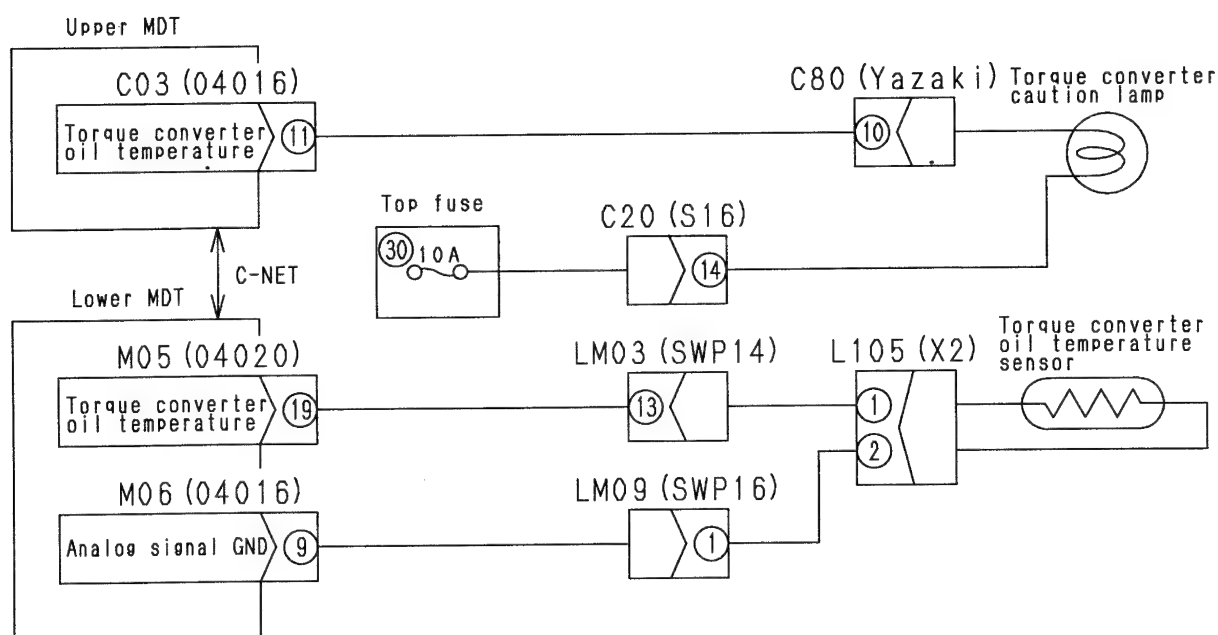 Upper MDT
C03 (04016)
Torque converter
oil temperature
11
C80 (Yazaki)
10
Torque converter
caution lamp
Top fuse
30
10A
C20 (S16)
14
C-NET
Lower MDT
M05 (04020)
Torque converter
oil temperature
19
LM03 (SWP14)
13
L105 (X2)
1
2
Torque converter
oil temperature
sensor
M06 (04016)
Analog signal GND
9
LM09 (SWP16)
1